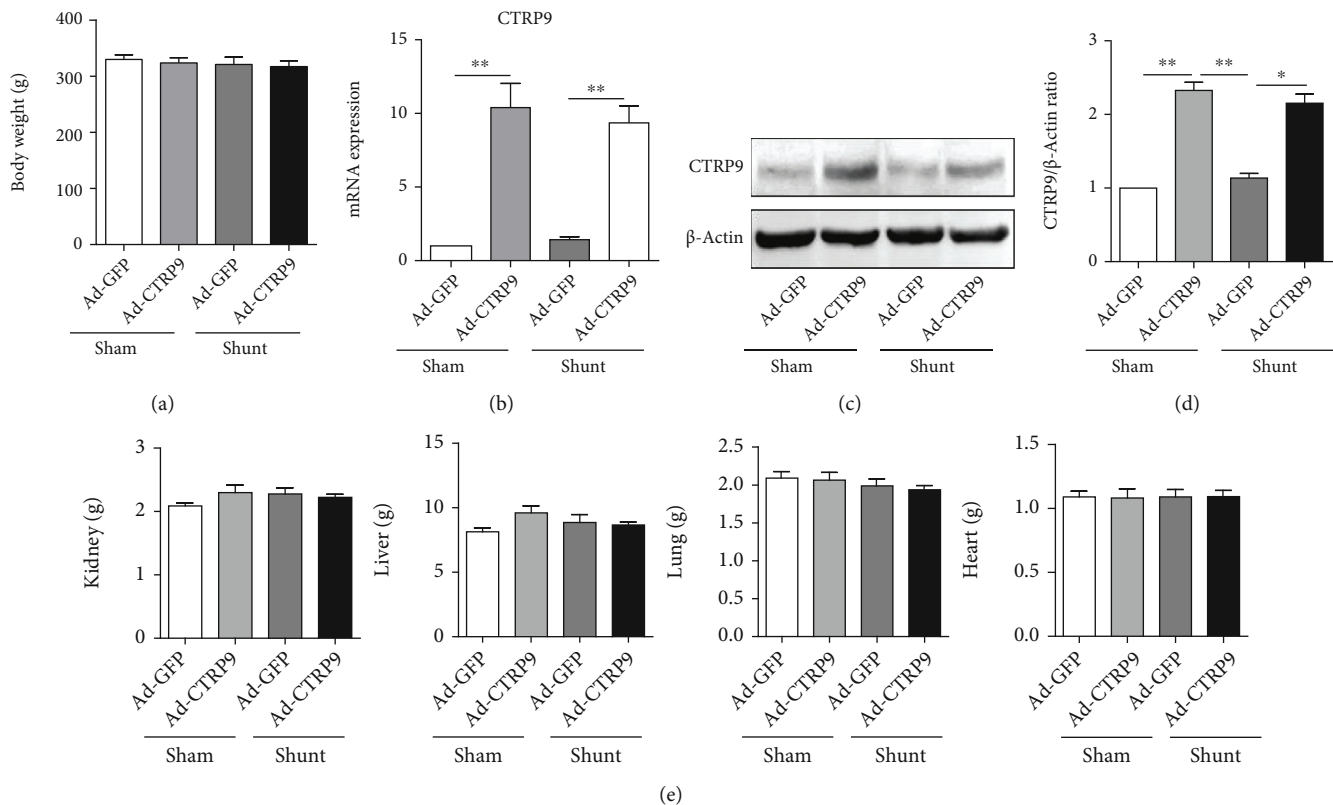 400
300
200
100
0
Body weight (g)
Ad-GFP
Ad-CTRP9
Ad-GFP
Ad-CTRP9
Sham
Shunt
(a)
CTRP9
15
10
5
0
mRNA expression
**
**
Ad-GFP
Ad-CTRP9
Ad-GFP
Ad-CTRP9
Sham
Shunt
(b)
CTRP9
β-Actin
Ad-GFP
Ad-CTRP9
Ad-GFP
Ad-CTRP9
Sham
Shunt
(c)
3
2
1
0
CTRP9/β-Actin ratio
**
**
*
Ad-GFP
Ad-CTRP9
Ad-GFP
Ad-CTRP9
Sham
Shunt
(d)
3
2
1
0
Kidney (g)
Ad-GFP
Ad-CTRP9
Ad-GFP
Ad-CTRP9
Sham
Shunt
15
10
5
0
Liver (g)
Ad-GFP
Ad-CTRP9
Ad-GFP
Ad-CTRP9
Sham
Shunt
2.5
2.0
1.5
1.0
0.5
0.0
Lung (g)
Ad-GFP
Ad-CTRP9
Ad-GFP
Ad-CTRP9
Sham
Shunt
1.5
1.0
0.5
0.0
Heart (g)
Ad-GFP
Ad-CTRP9
Ad-GFP
Ad-CTRP9
Sham
Shunt
(e)